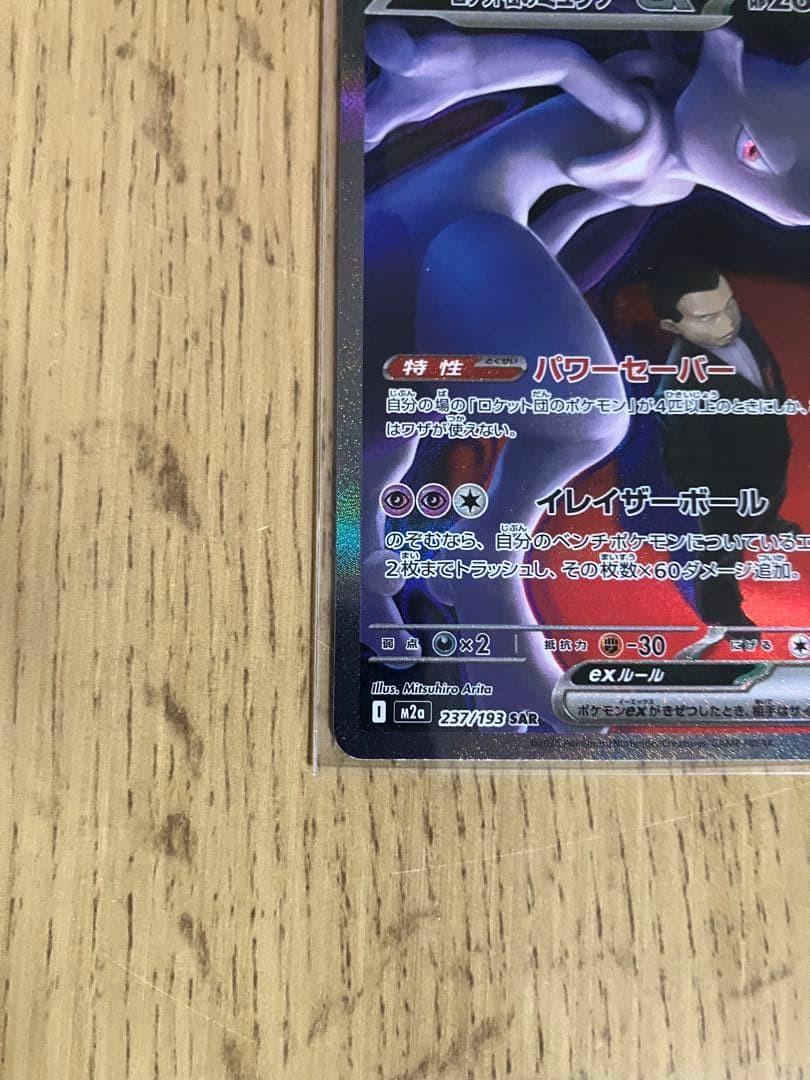 特性 とくせい パワーセーバー
自分の場の「ロケット団のポケモン」が4匹以上のときにしか、
はワザが使えない。
イレイザーボール
のぞむなら、自分のベンチポケモンについているエ
2枚までトラッシュし、その枚数×60ダメージ追加。
弱点 ×2 抵抗力 -30 にげる
exルール
Illus. Mitsuhiro Arita
ポケモンexがきぜつしたとき、相手はサイ
I m2a 237/193 SAR